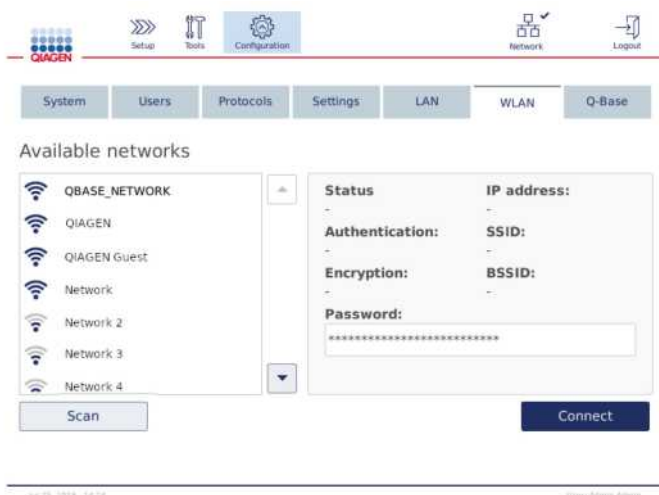 Setup Tools Configuration Network Logout
QIAGEN
System Users Protocols Settings LAN WLAN Q-Base
Available networks
QBASE_NETWORK
QIAGEN
QIAGEN Guest
Network
Network 2
Network 3
Network 4
Scan
Status IP address:
- -
Authentication: SSID:
- -
Encryption: BSSID:
- -
Password:
**************************
Connect